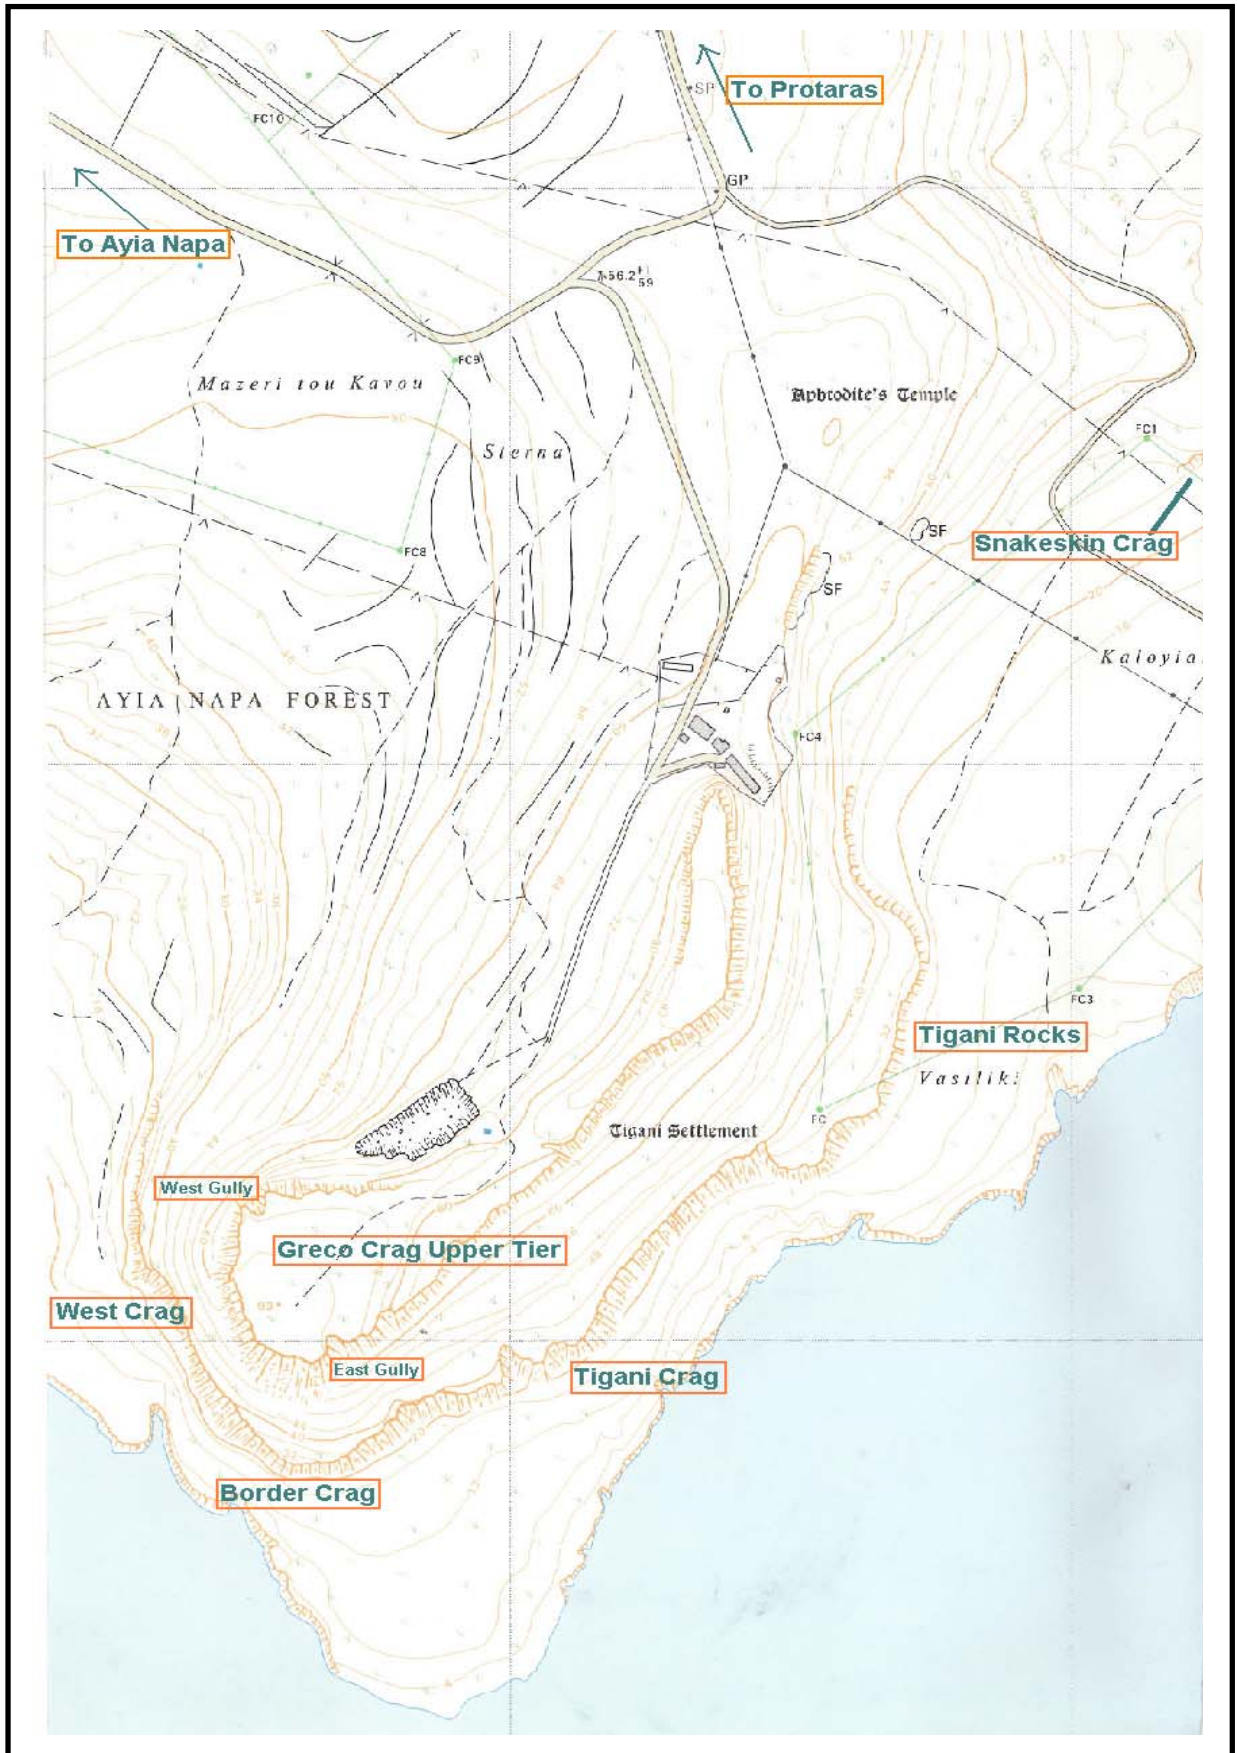 To Protaras
SP
FC10
GP
To Ayia Napa
56.2
59
FC9
Mazeri tou Kavou
Aphrodite's Temple
FC1
Sterna
Snakeskin Crag
SF
FC8
SF
Kaloyia
AYIA NAPA FOREST
FC4
FC3
Tigani Rocks
Vasiliki
FC
Tigani Settlement
West Gully
Greco Crag Upper Tier
West Crag
East Gully
Tigani Crag
Border Crag